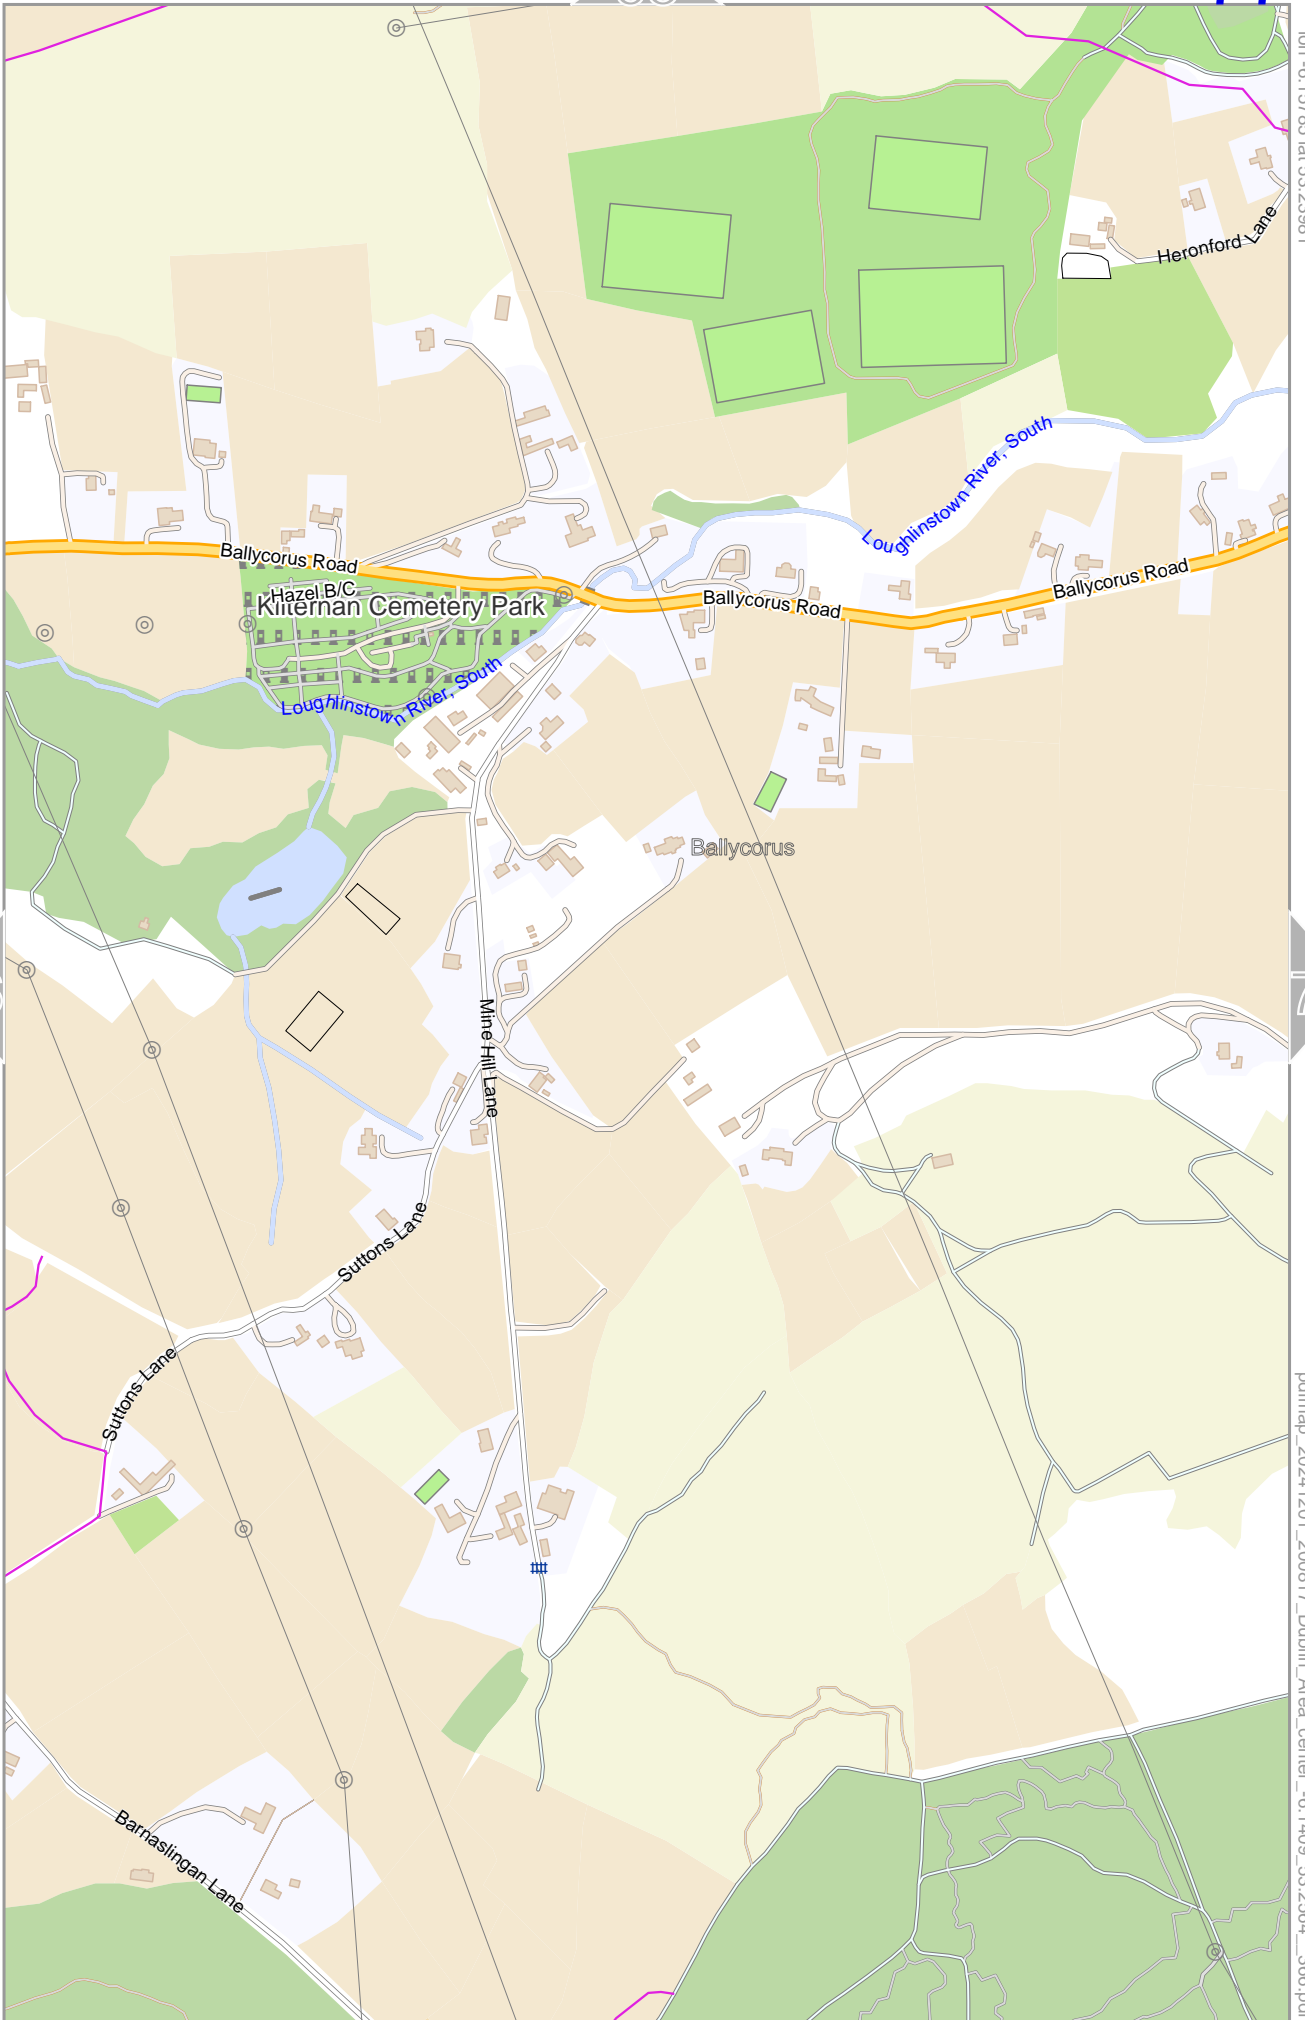 Heronford Lane
Loughlinstown River, South
Ballycorus Road
Hazel B/C
Kilternan Cemetery Park
Ballycorus Road
Ballycorus Road
Loughlinstown River, South
Ballycorus
Mine Hill Lane
Suttons Lane
Suttons Lane
Barnaslingan Lane